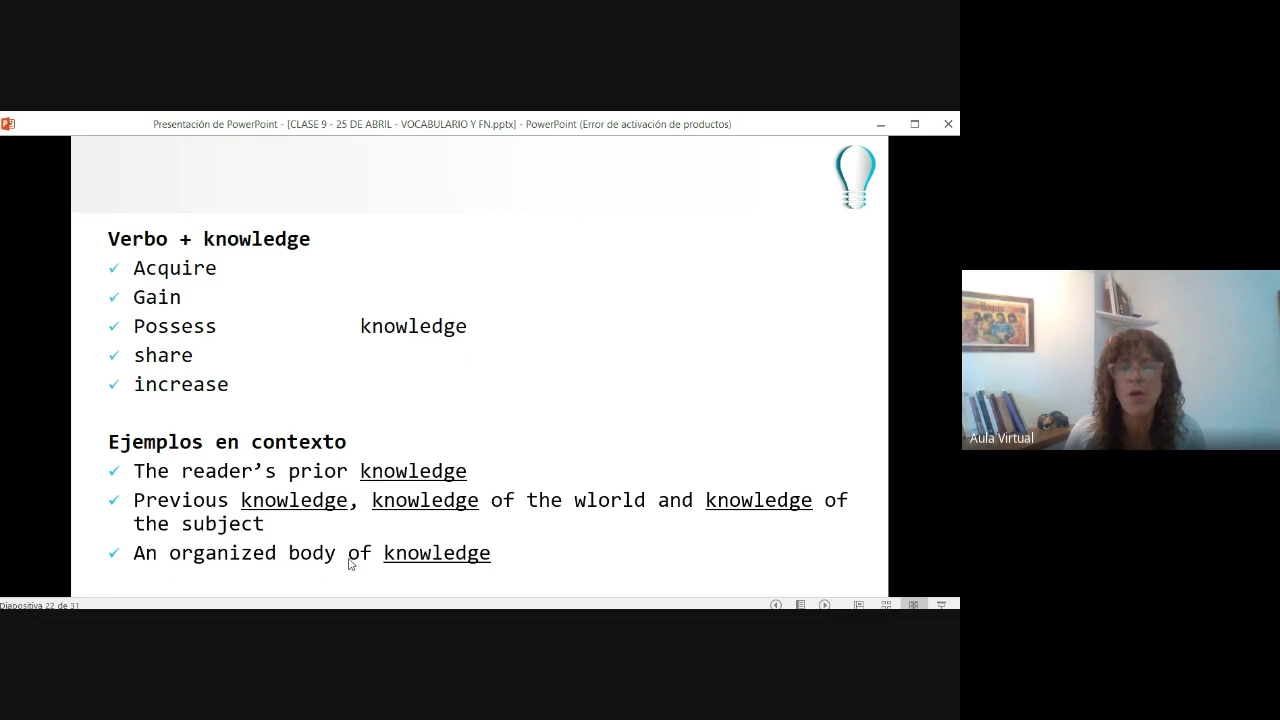 Presentación de PowerPoint - [CLASE 9 - 25 DE ABRIL - VOCABULARIO Y FN.pptx] - PowerPoint (Error de activación de productos)
Verbo + knowledge
Acquire
Gain
Possess knowledge
share
increase
Ejemplos en contexto
The reader’s prior knowledge
Previous knowledge, knowledge of the wlorld and knowledge of
the subject
An organized body of knowledge
Aula Virtual
Diapositiva 22 de 31